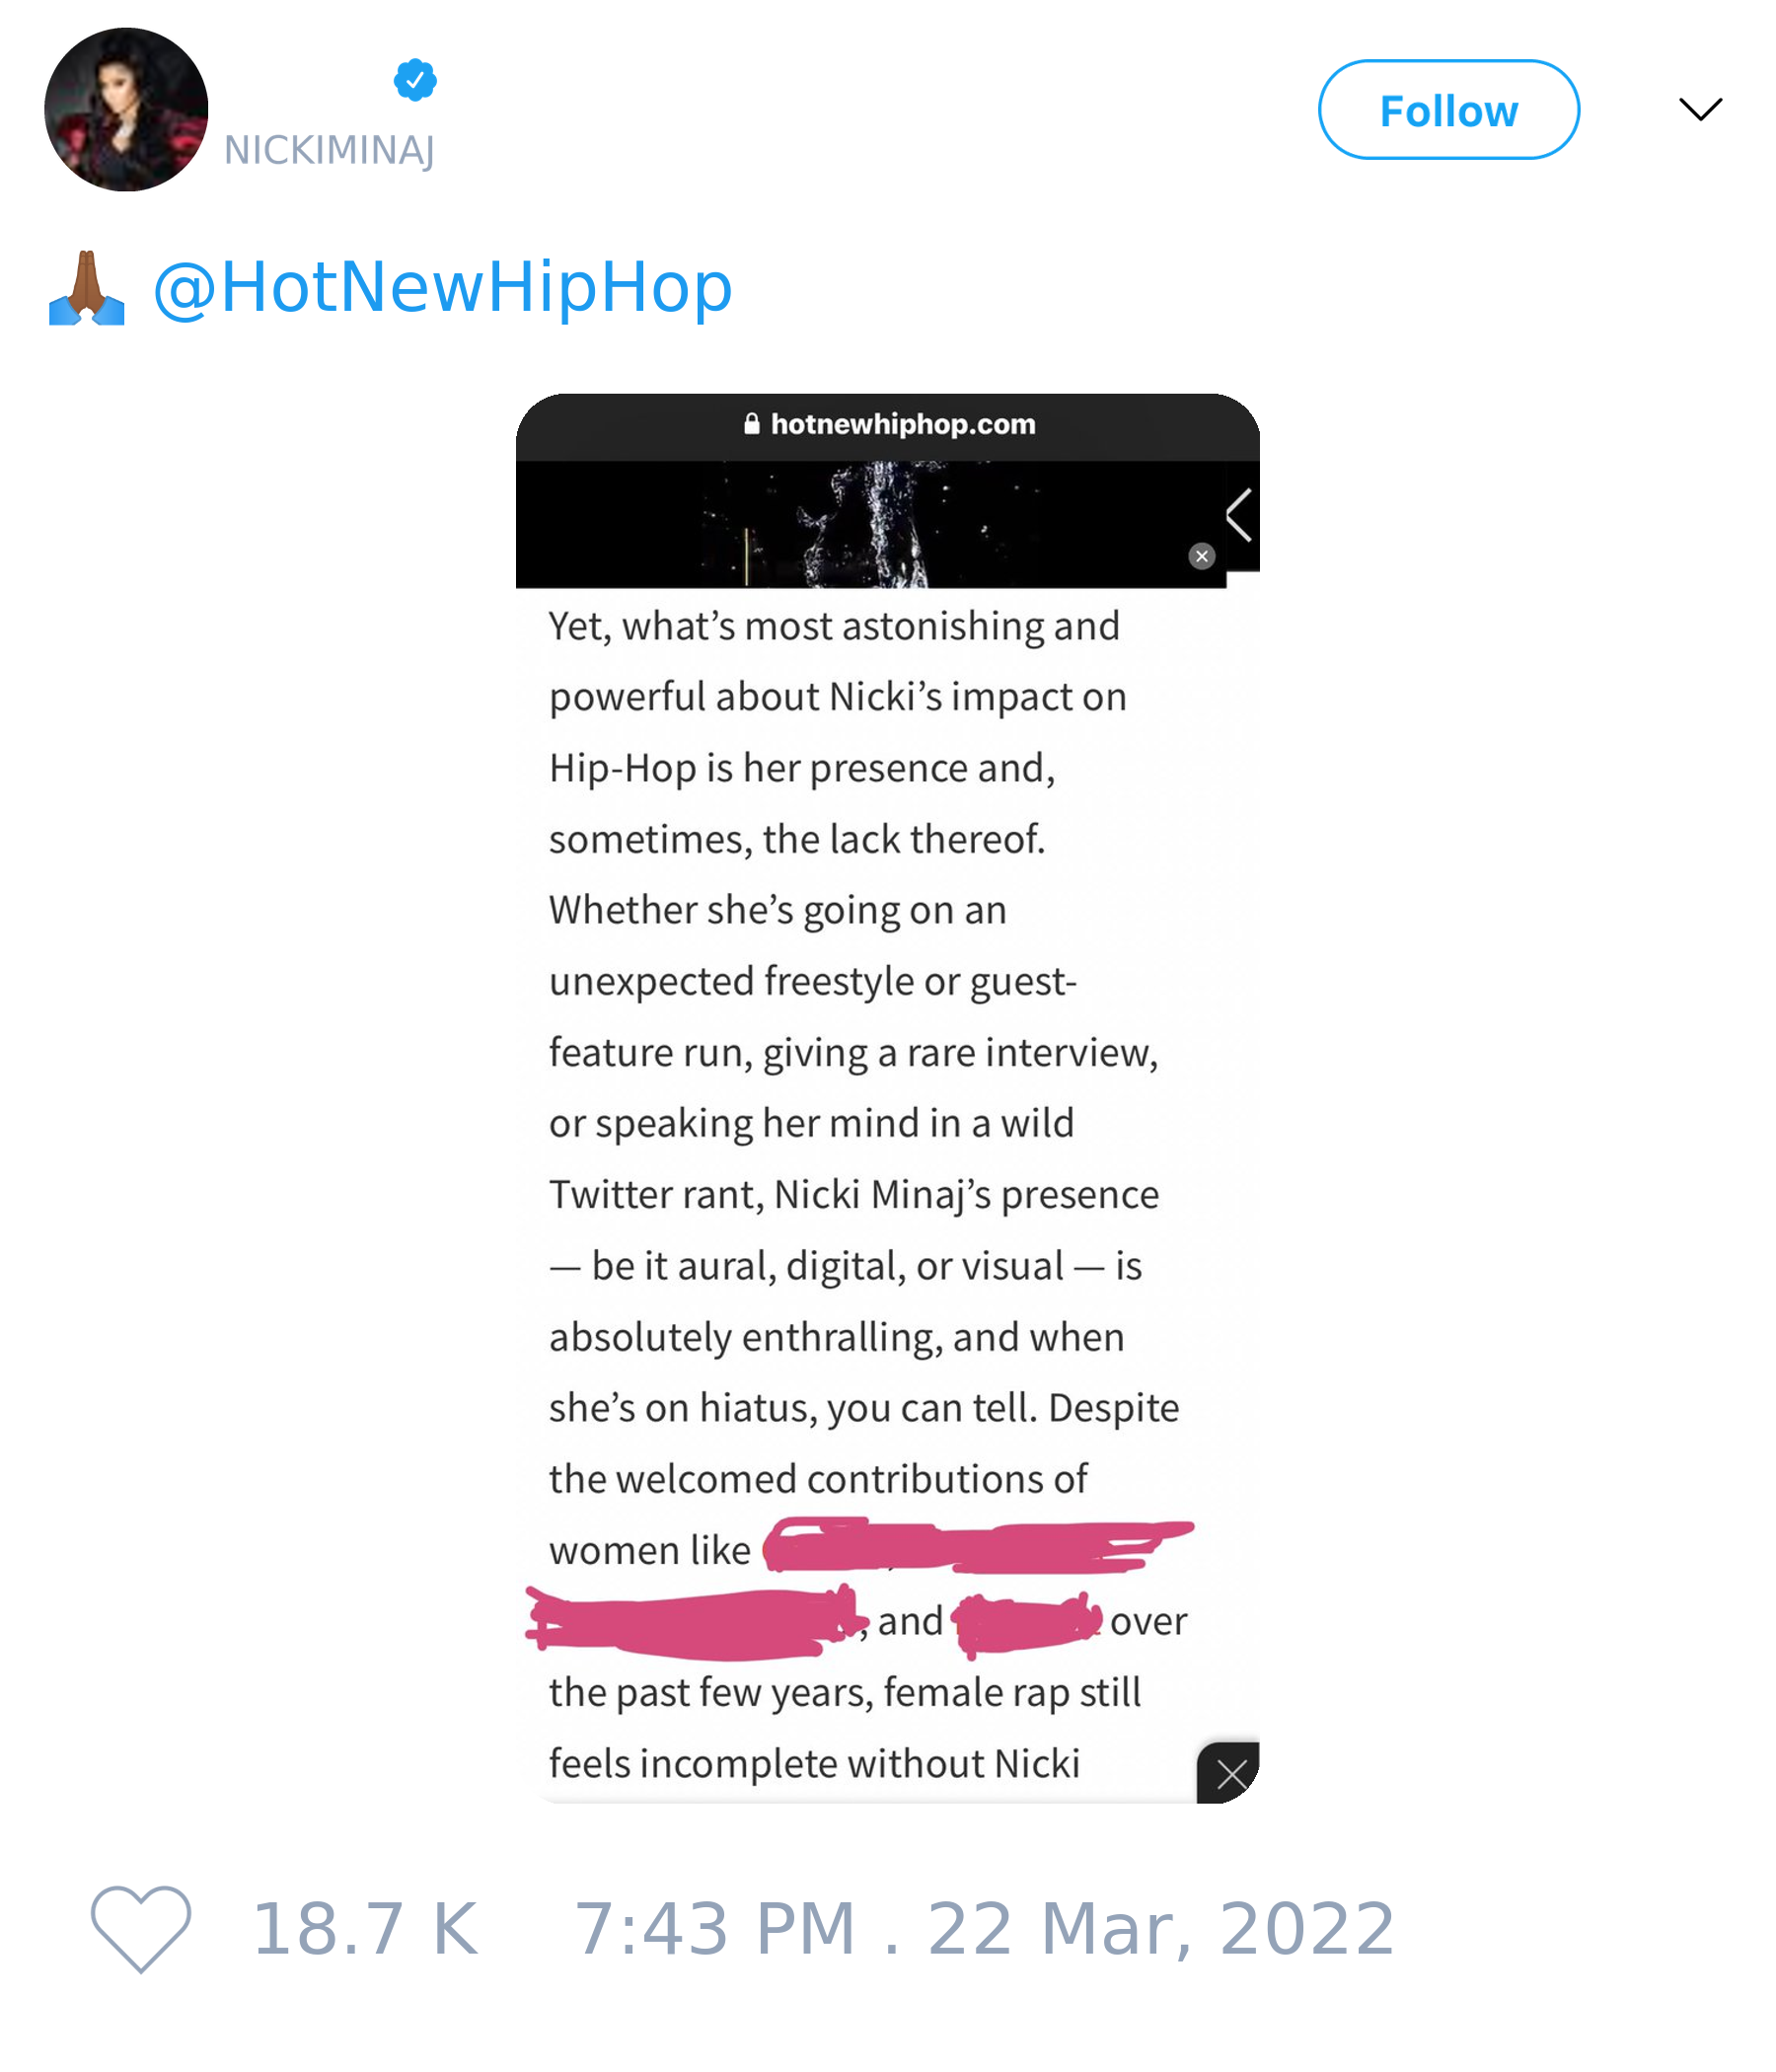 NICKIMINAJ
Follow
🙏🏾 @HotNewHipHop
hotnewhiphop.com
Yet, what’s most astonishing and
powerful about Nicki’s impact on
Hip-Hop is her presence and,
sometimes, the lack thereof.
Whether she’s going on an
unexpected freestyle or guest-
feature run, giving a rare interview,
or speaking her mind in a wild
Twitter rant, Nicki Minaj’s presence
— be it aural, digital, or visual — is
absolutely enthralling, and when
she’s on hiatus, you can tell. Despite
the welcomed contributions of
women like
, and over
the past few years, female rap still
feels incomplete without Nicki
18.7 K 7:43 PM . 22 Mar, 2022